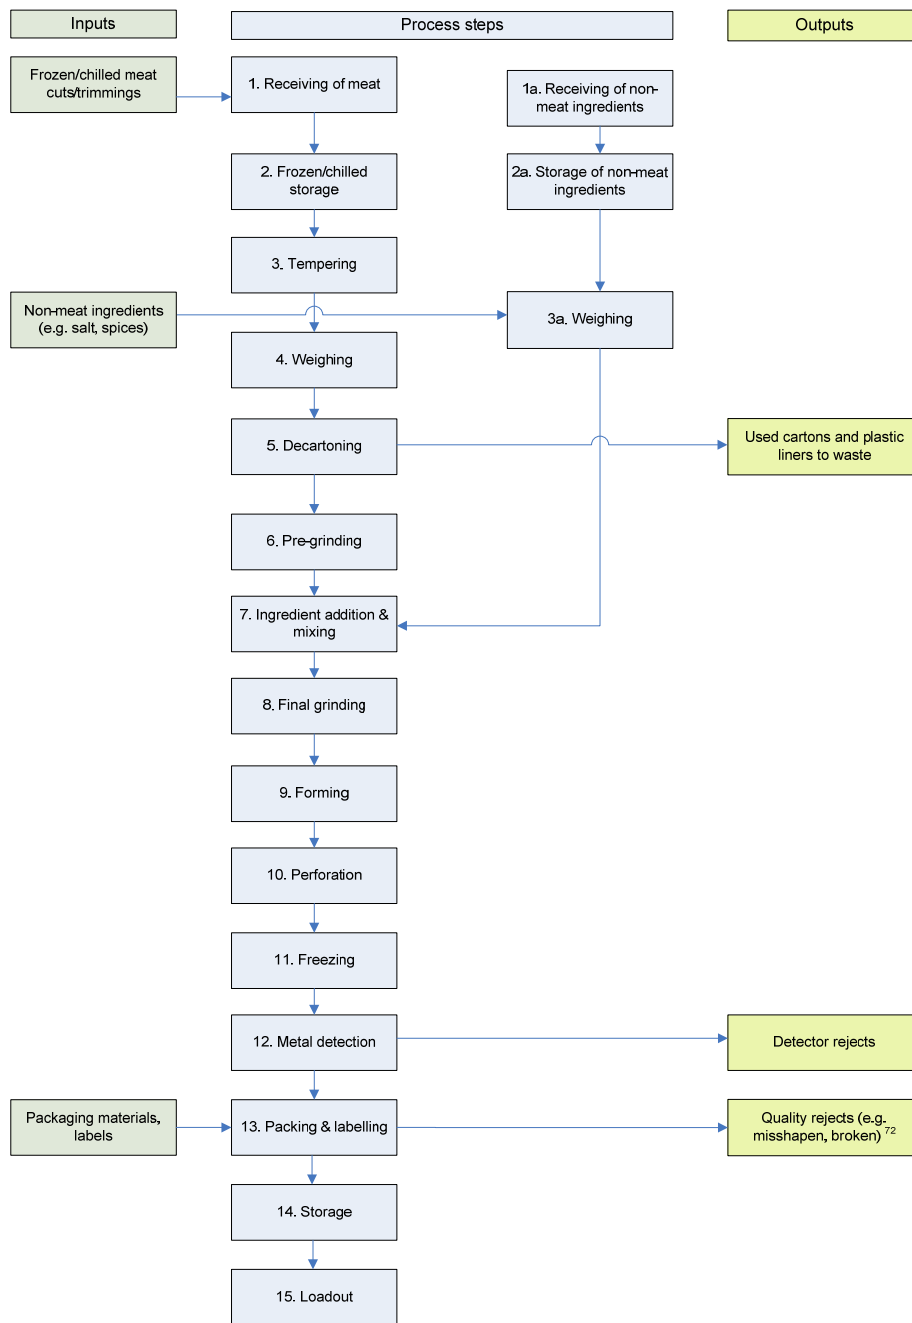 Inputs
Process steps
Outputs
Frozen/chilled meat
cuts/trimmings
1. Receiving of meat
1a. Receiving of non-
meat ingredients
2. Frozen/chilled
storage
2a. Storage of non-meat
ingredients
3. Tempering
Non-meat ingredients
(e.g. salt, spices)
3a. Weighing
4. Weighing
5. Decartoning
Used cartons and plastic
liners to waste
6. Pre-grinding
7. Ingredient addition &
mixing
8. Final grinding
9. Forming
10. Perforation
11. Freezing
12. Metal detection
Detector rejects
Packaging materials,
labels
13. Packing & labelling
Quality rejects (e.g.
misshapen, broken) 72
14. Storage
15. Loadout